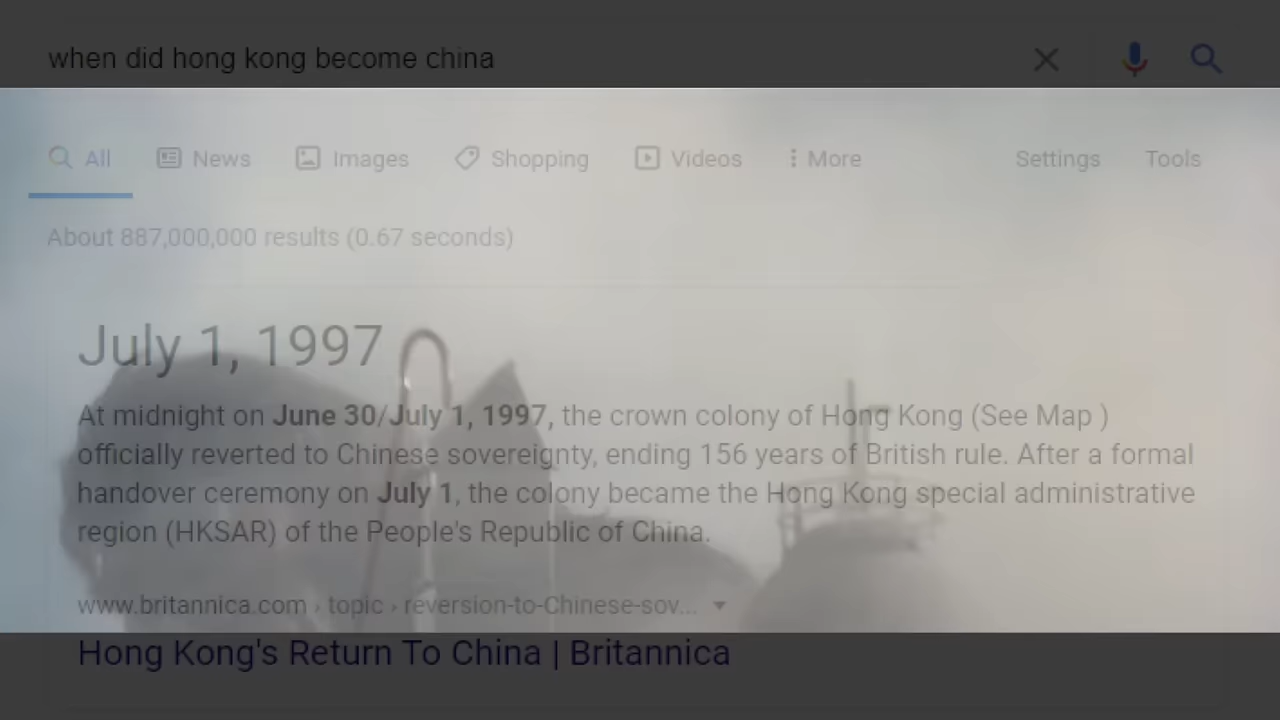 when did hong kong become china
All News Images Shopping Videos More Settings Tools
About 887,000,000 results (0.67 seconds)
July 1, 1997
At midnight on June 30/July 1, 1997, the crown colony of Hong Kong (See Map )
officially reverted to Chinese sovereignty, ending 156 years of British rule. After a formal
handover ceremony on July 1, the colony became the Hong Kong special administrative
region (HKSAR) of the People's Republic of China.
www.britannica.com › topic › reversion-to-Chinese-sov...
Hong Kong's Return To China | Britannica